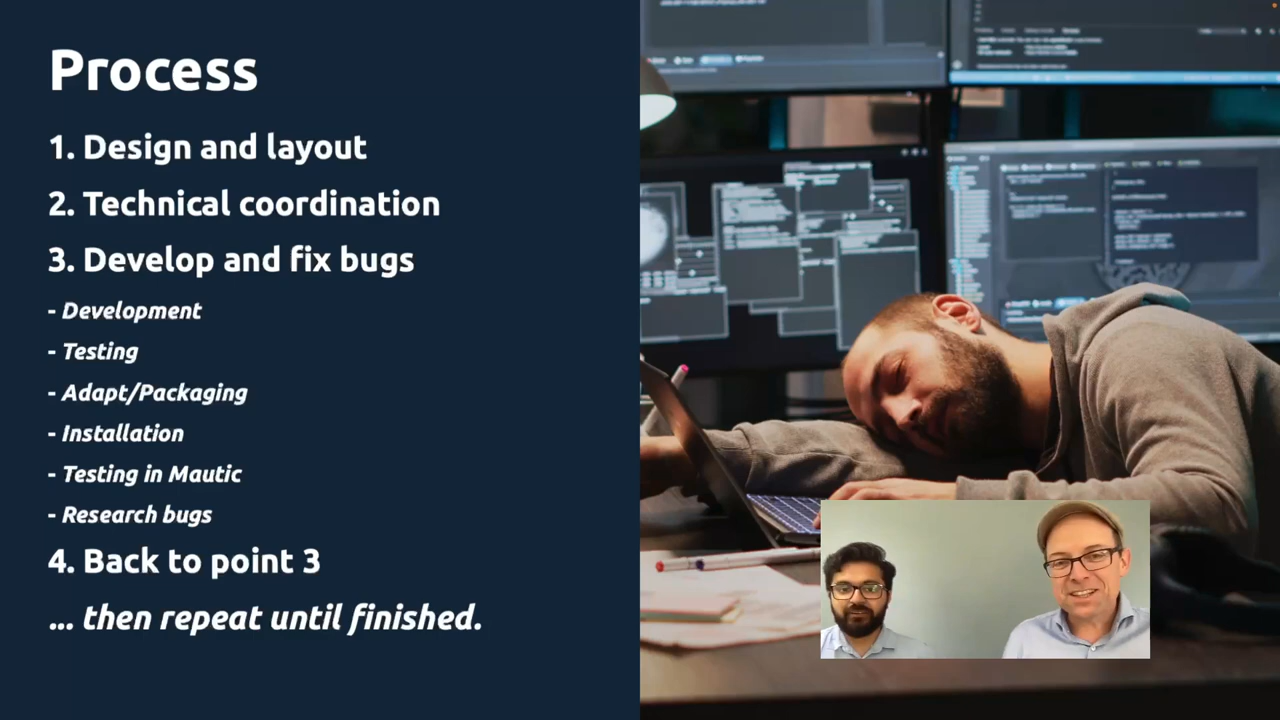 Process
1. Design and layout
2. Technical coordination
3. Develop and fix bugs
- Development
- Testing
- Adapt/Packaging
- Installation
- Testing in Mautic
- Research bugs
4. Back to point 3
... then repeat until finished.